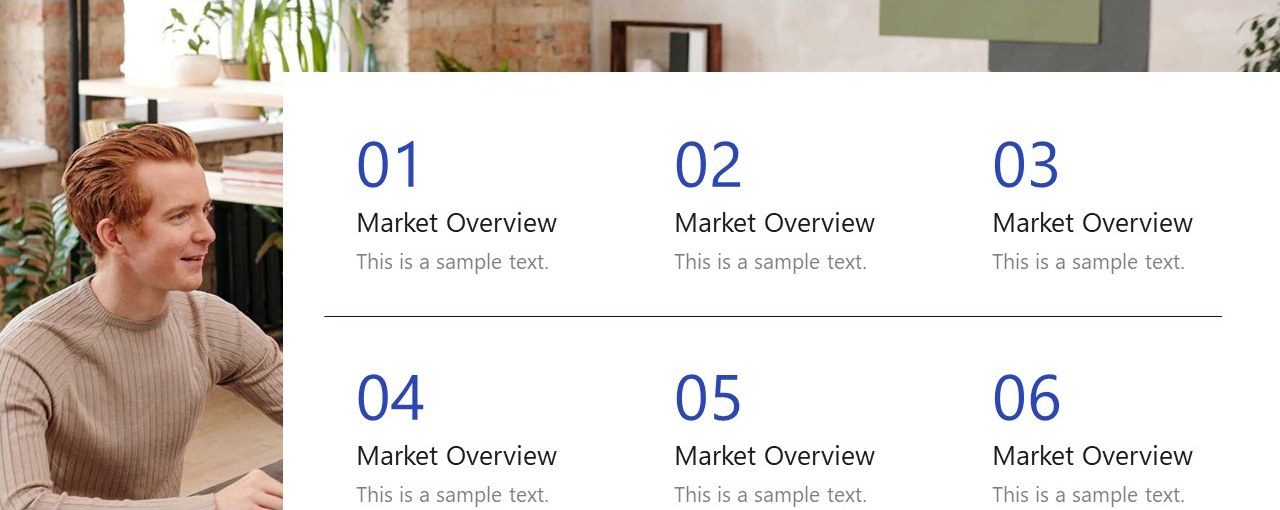 01 02 03
Market Overview Market Overview Market Overview
This is a sample text. This is a sample text. This is a sample text.
04 05 06
Market Overview Market Overview Market Overview
This is a sample text. This is a sample text. This is a sample text.